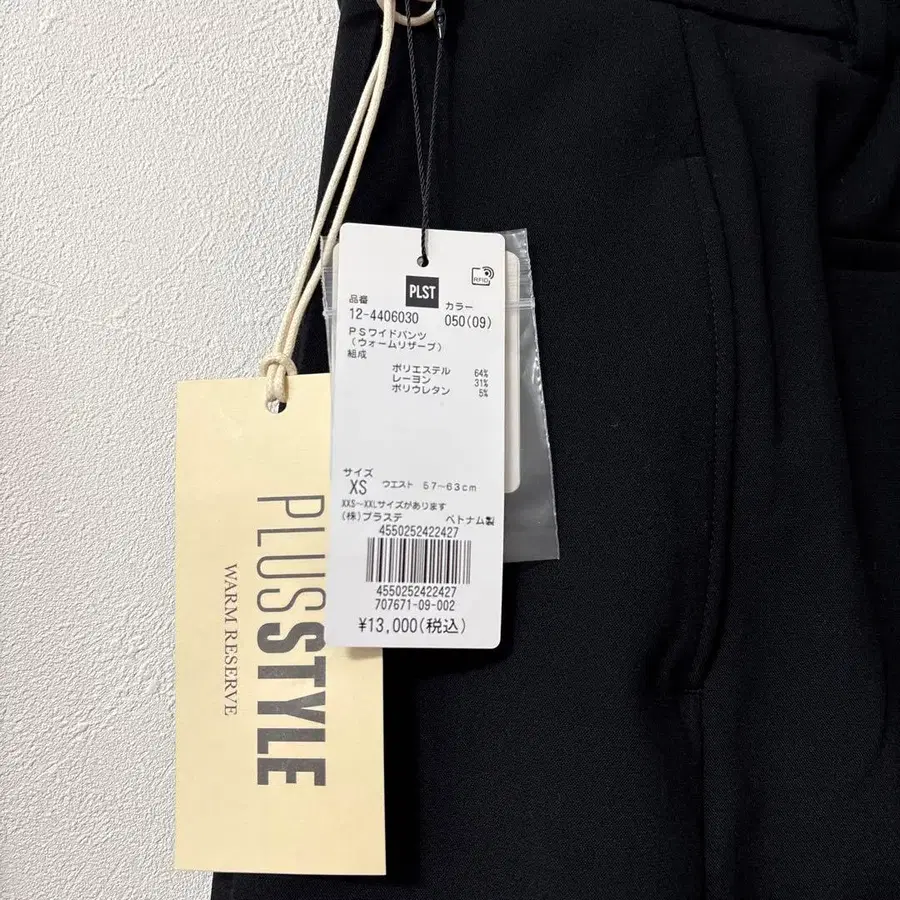 PLST
RFID
品番
カラー
12-4406030 050(09)
PSワイドパンツ
(ウォームリザーブ)
組成
ポリエステル 64%
レーヨン 31%
ポリウレタン 5%
サイズ
XS ウエスト 57~63cm
XXS~XXLサイズがあります
(株)プラステ ベトナム製
4550252422427
4550252422427
707671-09-002
¥13,000(税込)
PLUSSTYLE
WARM RESERVE